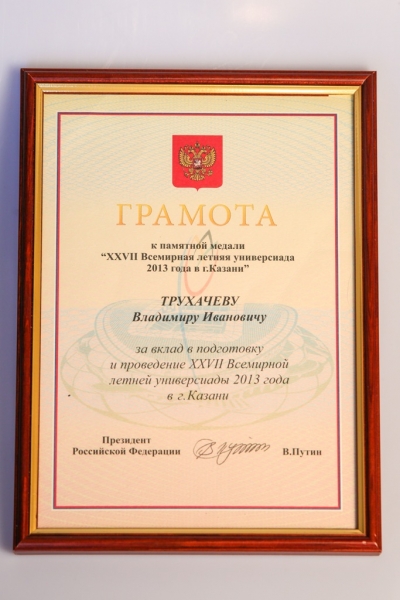 ГРАМОТА
к памятной медали
“XXVII Всемирная летняя универсиада
2013 года в г.Казани”
ТРУХАЧЕВУ
Владимиру Ивановичу
за вклад в подготовку
и проведение XXVII Всемирной
летней универсиады 2013 года
в г.Казани
Президент
Российской Федерации
В.Путин